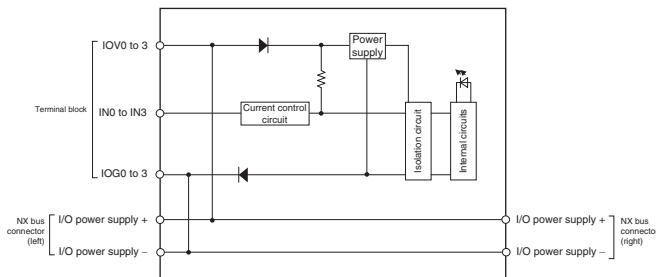 IOV0 to 3
Power
supply
Terminal block
IN0 to IN3
Current control
circuit
Isolation circuit
Internal circuits
IOG0 to 3
NX bus
connector
(left)
I/O power supply +
I/O power supply −
I/O power supply +
I/O power supply −
NX bus
connector
(right)